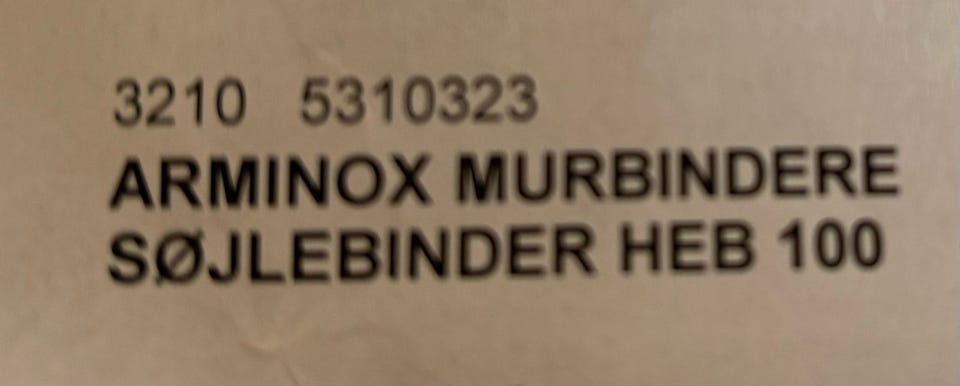 3210 5310323
ARMINOX MURBINDERE
SØJLEBINDER HEB 100